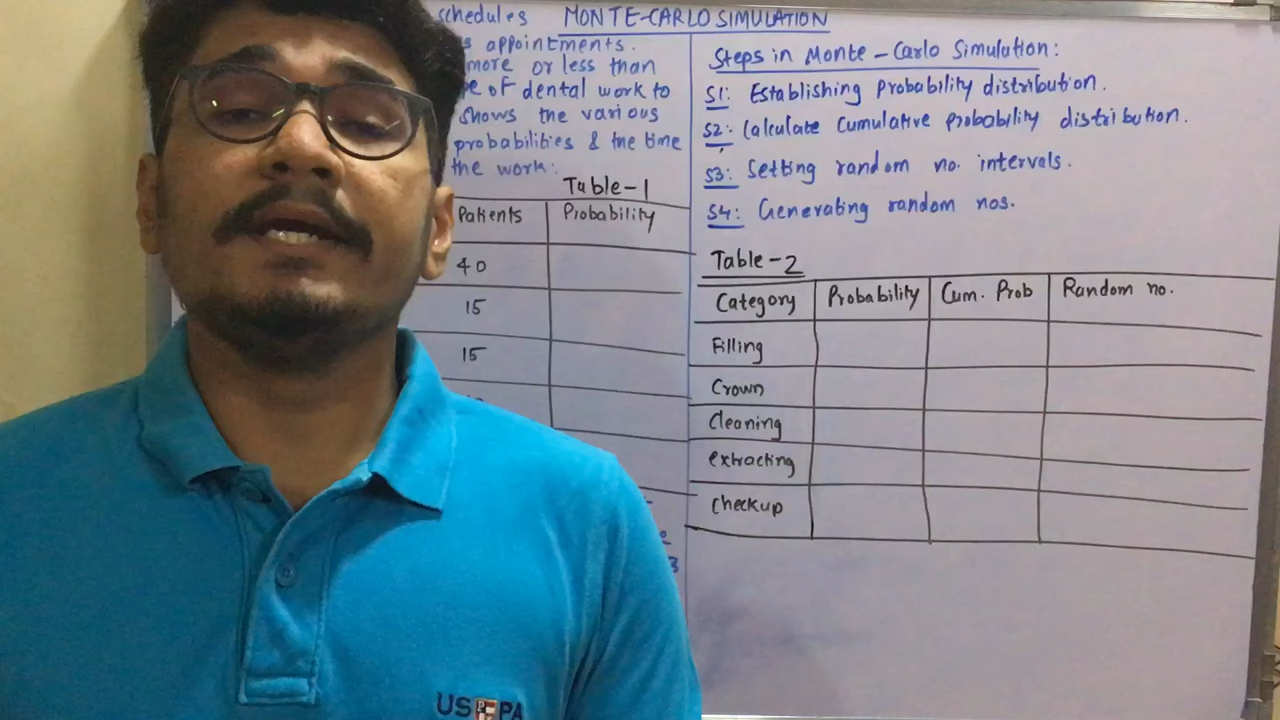 schedules MONTE-CARLO SIMULATION
appointments.
more or less than
of dental work to
shows the various
probabilities & the time
the work:
Table-1
Patients Probability
40
15
15
Steps in Monte-Carlo Simulation:
S1: Establishing Probability distribution.
S2: Calculate Cumulative probability distribution.
S3: Setting random no. intervals.
S4: Generating random nos.
Table-2
Category Probability Cum. Prob Random no.
Filling
Crown
Cleaning
extracting
Checkup
US PA